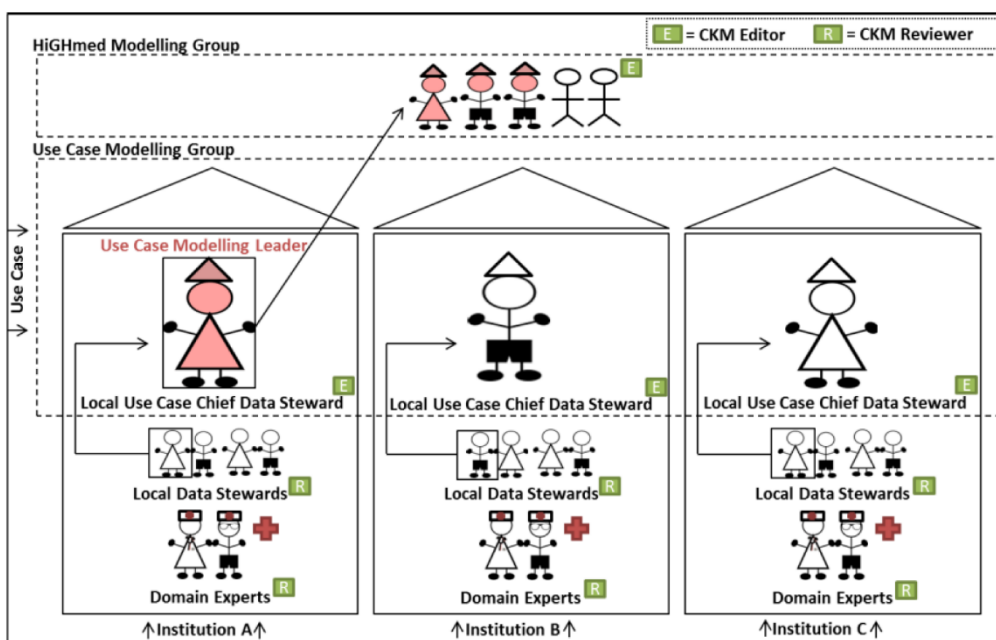 E = CKM Editor R = CKM Reviewer
HiGHmed Modelling Group
E
Use Case Modelling Group
Use Case
Use Case Modelling Leader
E E E
Local Use Case Chief Data Steward Local Use Case Chief Data Steward Local Use Case Chief Data Steward
Local Data Stewards R Local Data Stewards R Local Data Stewards R
Domain Experts R Domain Experts R Domain Experts R
↑Institution A↑ ↑Institution B↑ ↑Institution C↑